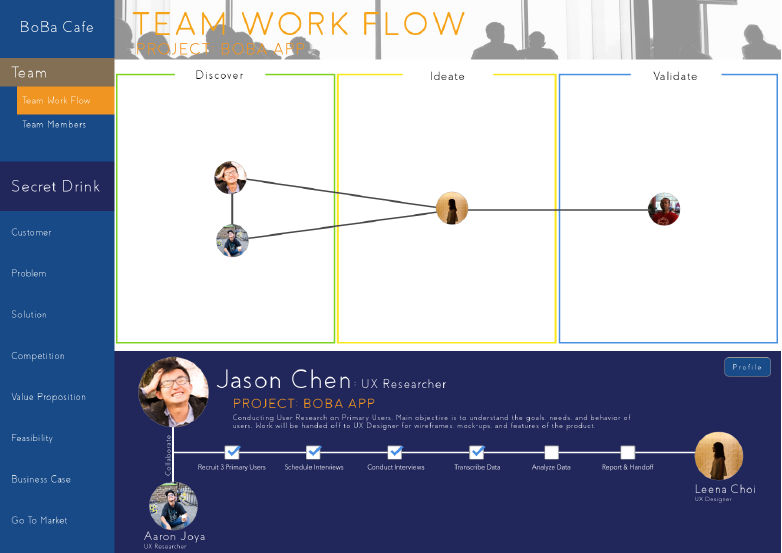 BoBa Cafe
Team
Team Work Flow
Team Members
Secret Drink
Customer
Problem
Solution
Competition
Value Proposition
Feasibility
Business Case
Go To Market
TEAM WORK FLOW
PROJECT: BOBA APP
Discover
Ideate
Validate
Profile
Jason Chen: UX Researcher
PROJECT: BOBA APP
Conducting User Research on Primary Users. Main objective is to understand the goals, needs, and behavior of
users. Work will be handed off to UX Designer for wireframes, mock-ups, and features of the product.
Collaborate
Recruit 3 Primary Users
Schedule Interviews
Conduct Interviews
Transcribe Data
Analyze Data
Report & Handoff
Leena Choi
UX Designer
Aaron Joya
UX Researcher